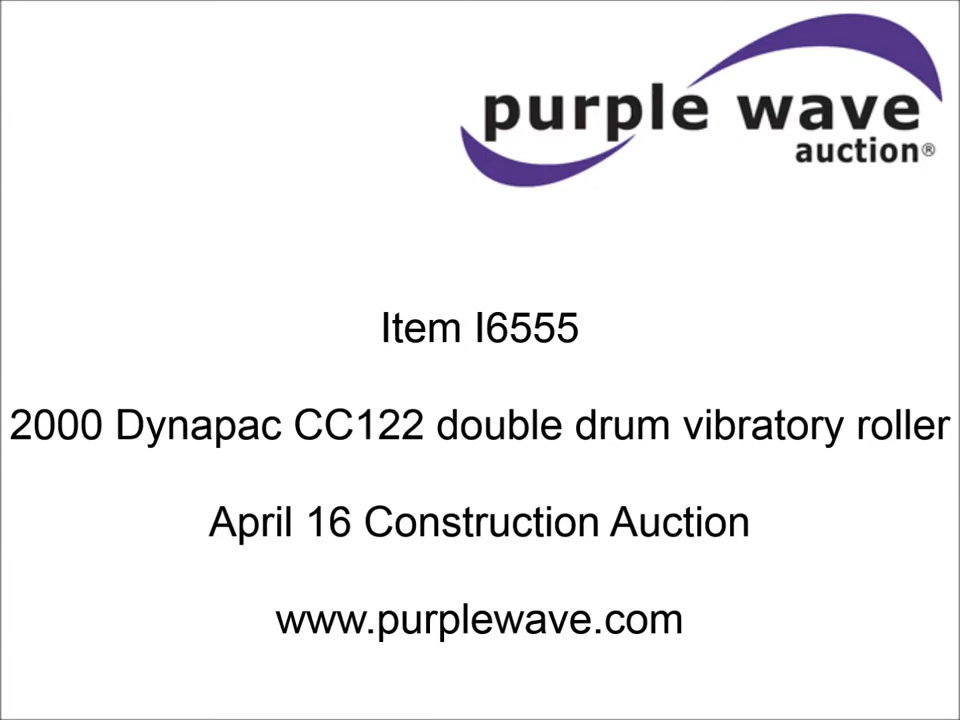 purple wave
auction®
Item I6555
2000 Dynapac CC122 double drum vibratory roller
April 16 Construction Auction
www.purplewave.com